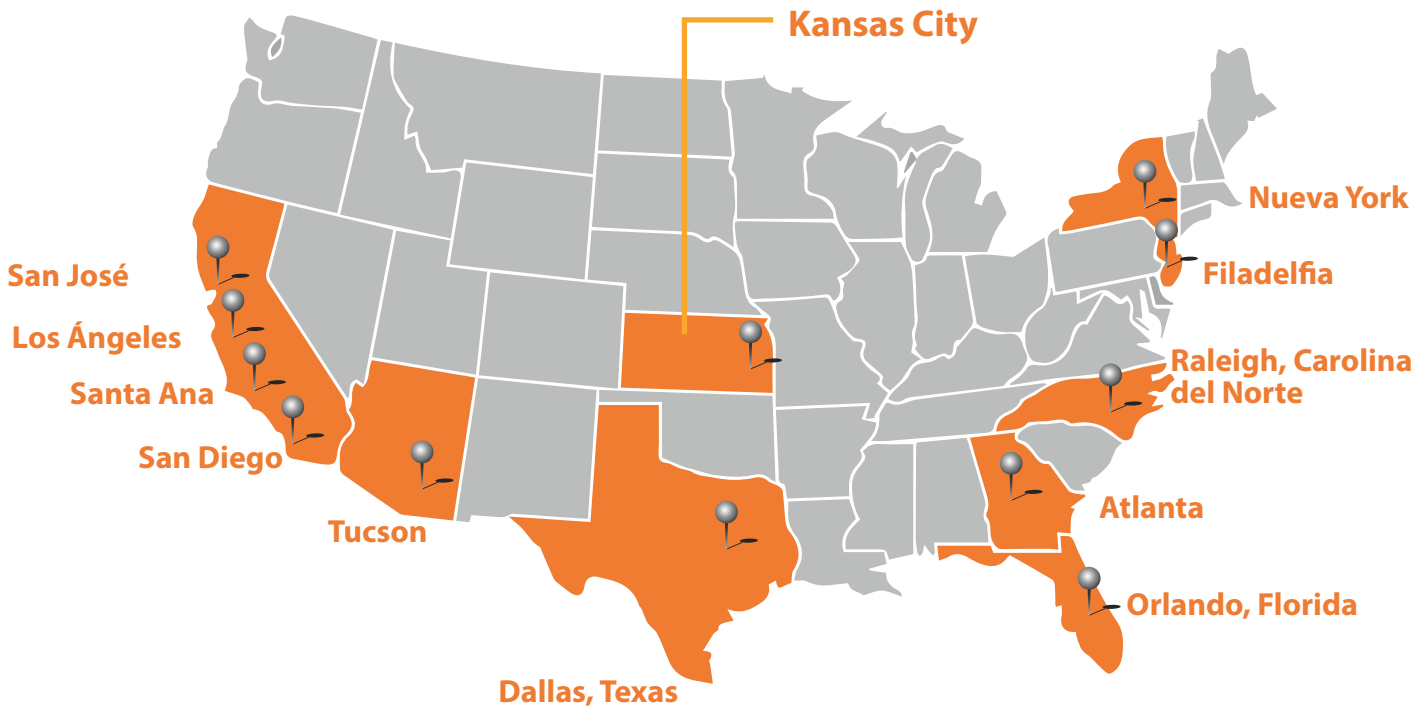 Kansas City
Nueva York
San José
Filadelfia
Los Ángeles
Raleigh, Carolina
del Norte
Santa Ana
San Diego
Atlanta
Tucson
Orlando, Florida
Dallas, Texas